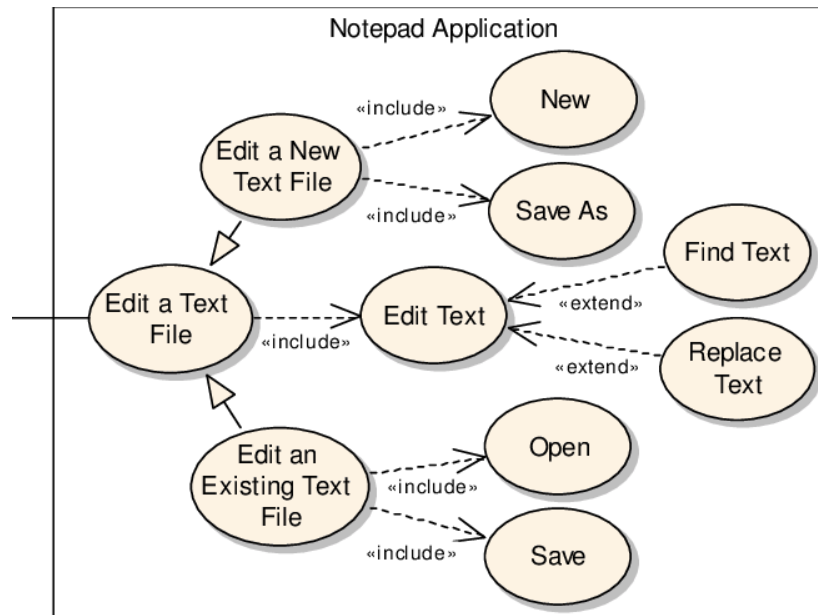 Notepad Application
New
«include»
Edit a New
Text File
«include»
Save As
Find Text
Edit a Text
File
«include»
Edit Text
«extend»
«extend»
Replace
Text
Edit an
Existing Text
File
Open
«include»
«include»
Save